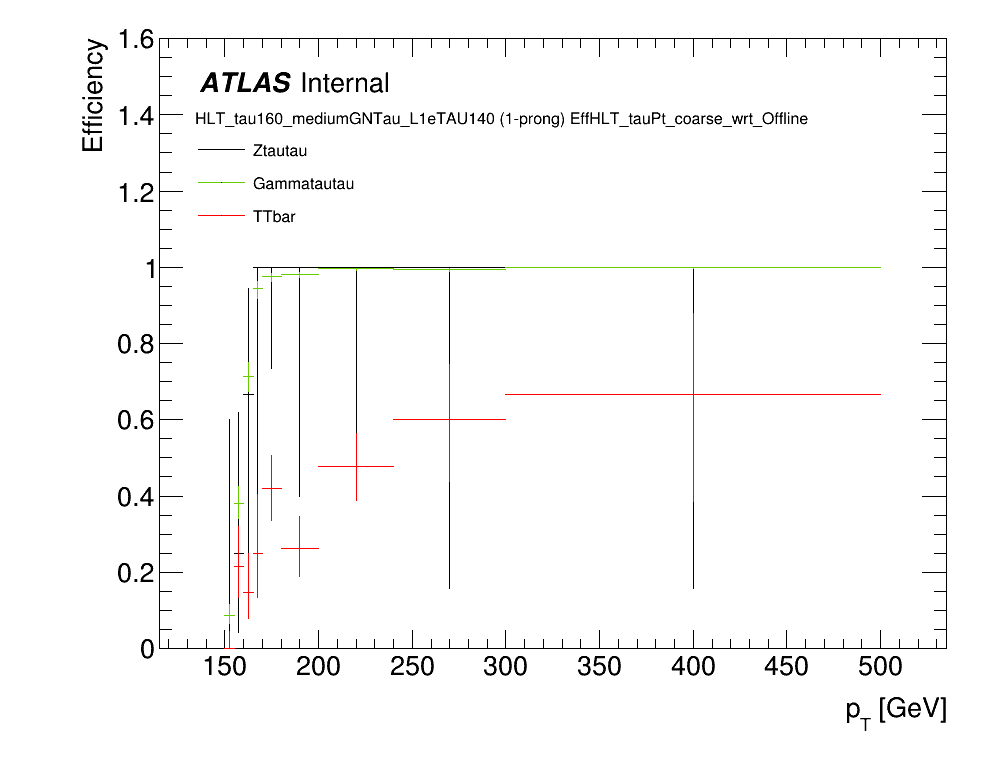 Efficiency
1.6
1.4
1.2
1
0.8
0.6
0.4
0.2
0
ATLAS Internal
HLT_tau160_mediumGNTau_L1eTAU140 (1-prong) EffHLT_tauPt_coarse_wrt_Offline
Ztautau
Gammatautau
TTbar
150 200 250 300 350 400 450 500
pT [GeV]